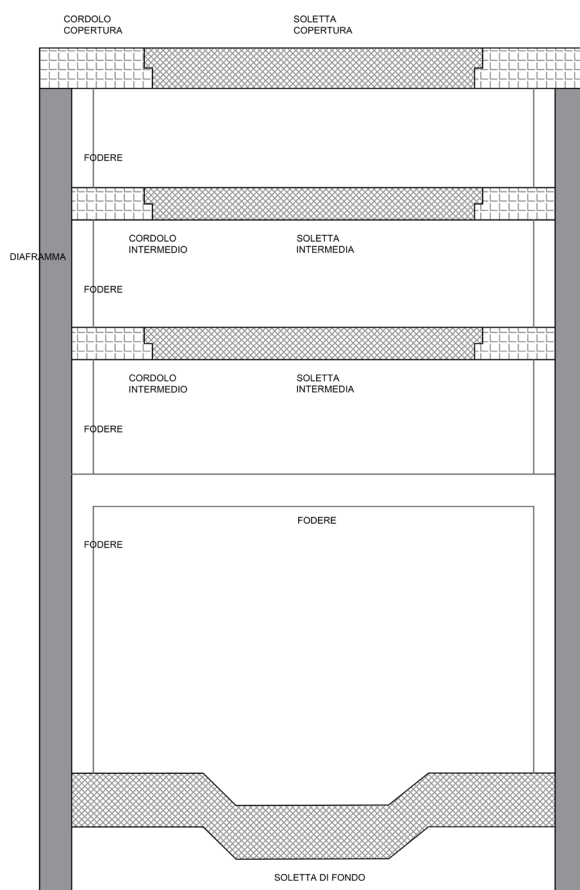 CORDOLO
COPERTURA
SOLETTA
COPERTURA
FODERE
CORDOLO
INTERMEDIO
SOLETTA
INTERMEDIA
DIAFRAMMA
FODERE
CORDOLO
INTERMEDIO
SOLETTA
INTERMEDIA
FODERE
FODERE
FODERE
SOLETTA DI FONDO